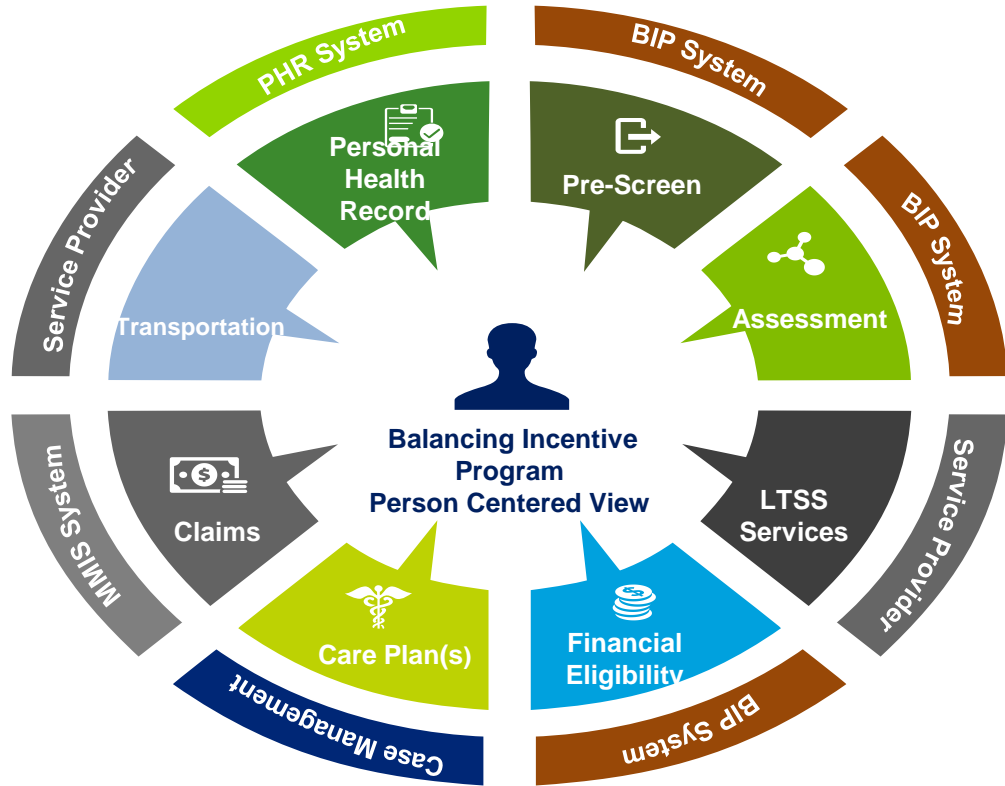 PHR System
BIP System
Personal
Health
Record
Pre-Screen
Service Provider
BIP System
Transportation
Assessment
Balancing Incentive
Program
Person Centered View
MMIS System
Claims
$
LTSS
Services
Service Provider
Care Plan(s)
$$
Financial
Eligibility
Case Management
BIP System